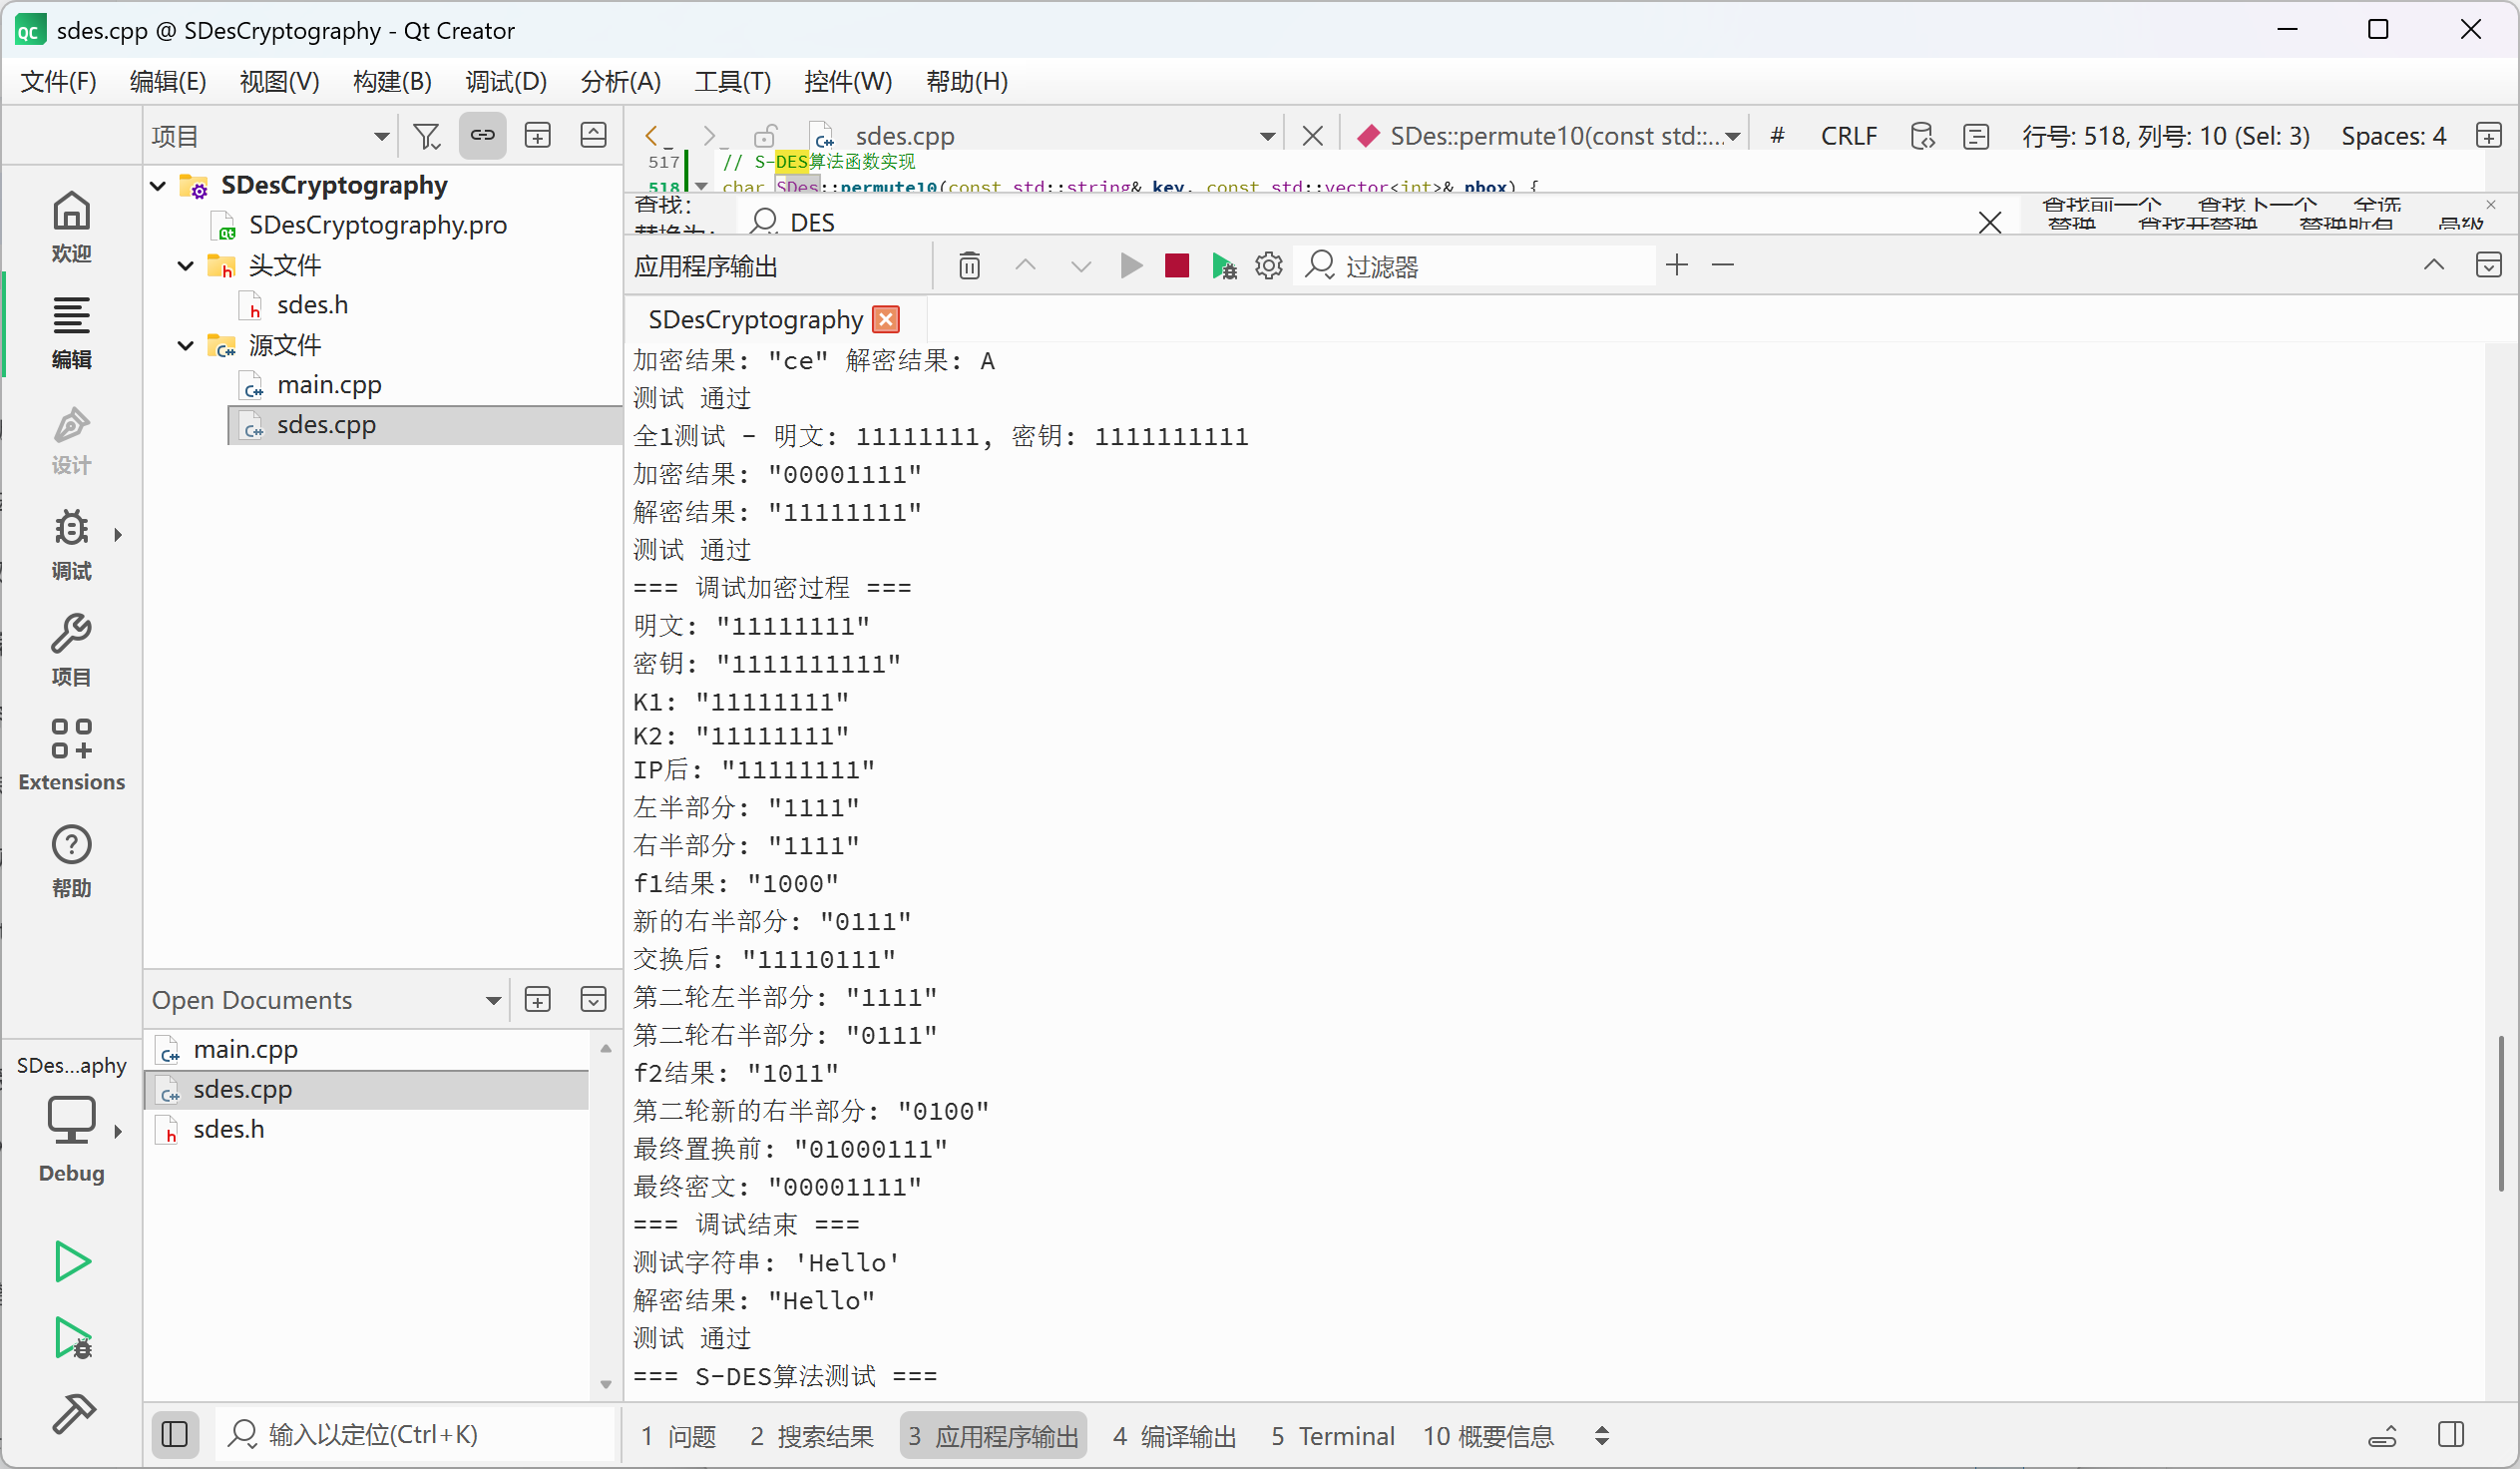 sdes.cpp @ SDesCryptography - Qt Creator
文件(F) 编辑(E) 视图(V) 构建(B) 调试(D) 分析(A) 工具(T) 控件(W) 帮助(H)
项目
sdes.cpp
SDes::permute10(const std::...
# CRLF 行号: 518, 列号: 10 (Sel: 3) Spaces: 4
欢迎
编辑
设计
调试
项目
Extensions
帮助
SDes...aphy
Debug
SDesCryptography
SDesCryptography.pro
头文件
sdes.h
源文件
main.cpp
sdes.cpp
Open Documents
main.cpp
sdes.cpp
sdes.h
517 // S-DES算法函数实现
518 char SDes::permute10(const std::string& key, const std::vector<int>& pbox) {
查找: 查找前一个 查找下一个 全选
替换为: DES 替换 查找并替换 替换所有 高级
应用程序输出 过滤器
SDesCryptography
加密结果: "ce" 解密结果: A
测试 通过
全1测试 - 明文: 11111111, 密钥: 1111111111
加密结果: "00001111"
解密结果: "11111111"
测试 通过
=== 调试加密过程 ===
明文: "11111111"
密钥: "1111111111"
K1: "11111111"
K2: "11111111"
IP后: "11111111"
左半部分: "1111"
右半部分: "1111"
f1结果: "1000"
新的右半部分: "0111"
交换后: "11110111"
第二轮左半部分: "1111"
第二轮右半部分: "0111"
f2结果: "1011"
第二轮新的右半部分: "0100"
最终置换前: "01000111"
最终密文: "00001111"
=== 调试结束 ===
测试字符串: 'Hello'
解密结果: "Hello"
测试 通过
=== S-DES算法测试 ===
输入以定位(Ctrl+K)
1 问题 2 搜索结果 3 应用程序输出 4 编译输出 5 Terminal 10 概要信息